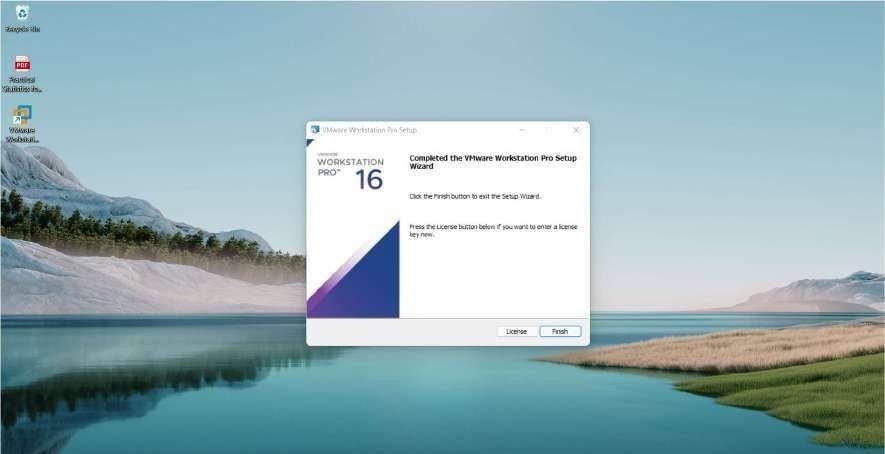 Recycle Bin
PDF
Practical
Statistics fo...
VMware
Workstati...
VMware Workstation Pro Setup
VMWARE
WORKSTATION
PRO™ 16
Completed the VMware Workstation Pro Setup
Wizard
Click the Finish button to exit the Setup Wizard.
Press the License button below if you want to enter a license
key now.
License
Finish